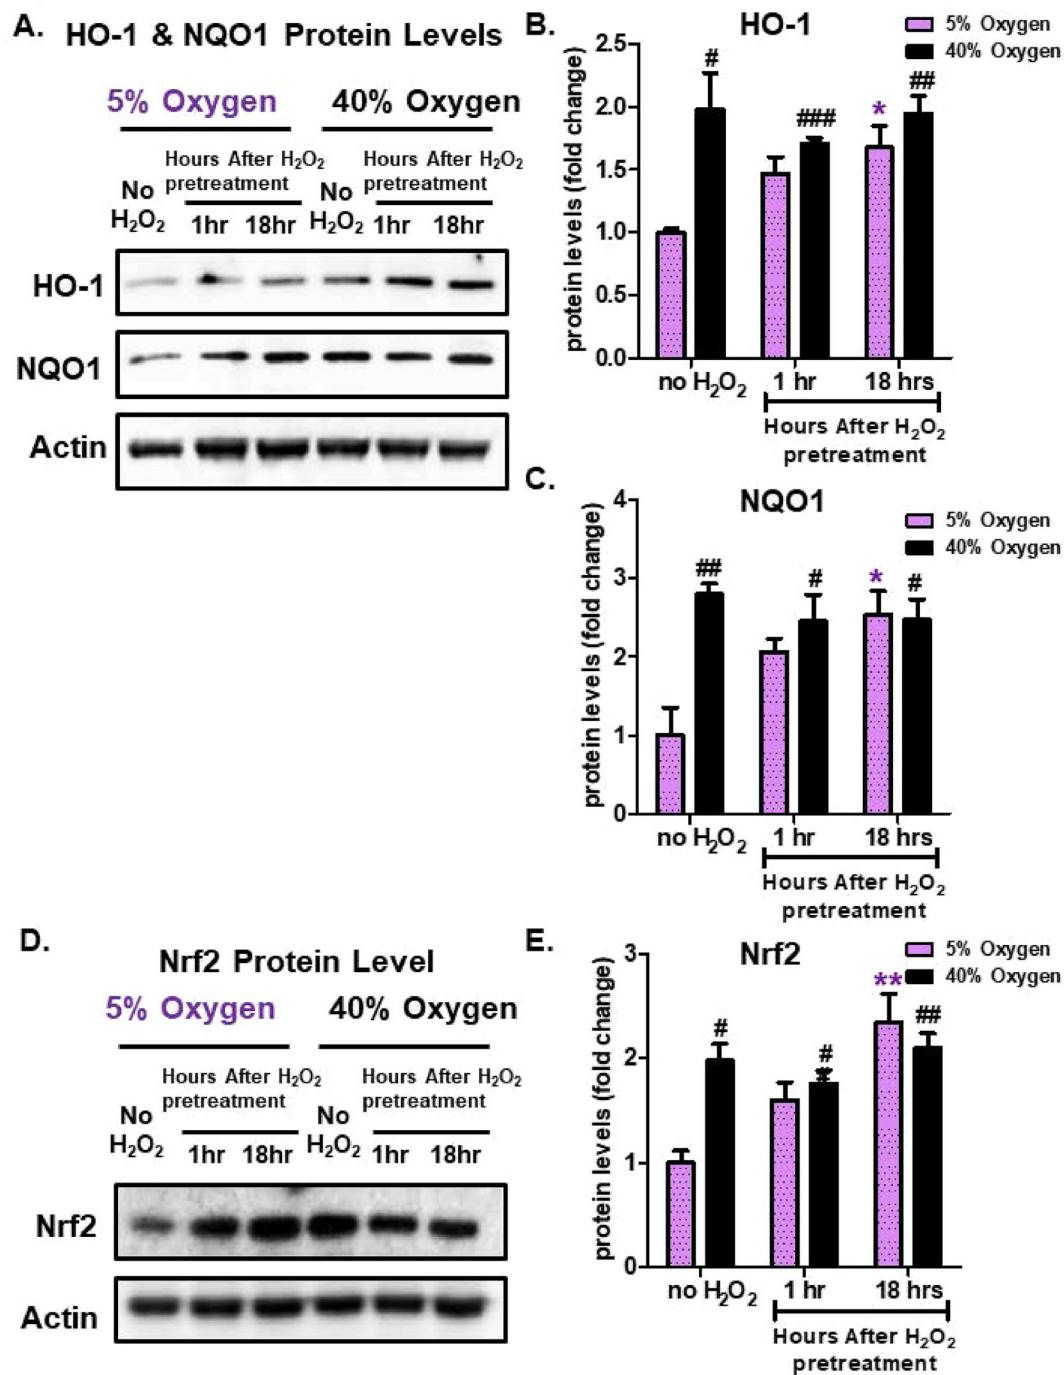 A.
HO-1 & NQO1 Protein Levels
5% Oxygen 40% Oxygen
Hours After H₂O₂ pretreatment
Hours After H₂O₂ pretreatment
No H₂O₂ 1hr 18hr No H₂O₂ 1hr 18hr
HO-1
NQO1
Actin
B.
HO-1
5% Oxygen
40% Oxygen
protein levels (fold change)
2.5
2.0
1.5
1.0
0.5
0.0
# ### * ##
no H₂O₂ 1 hr 18 hrs
Hours After H₂O₂
pretreatment
C.
NQO1
5% Oxygen
40% Oxygen
protein levels (fold change)
4
3
2
1
0
## # * #
no H₂O₂ 1 hr 18 hrs
Hours After H₂O₂
pretreatment
D.
Nrf2 Protein Level
5% Oxygen 40% Oxygen
Hours After H₂O₂ pretreatment
Hours After H₂O₂ pretreatment
No H₂O₂ 1hr 18hr No H₂O₂ 1hr 18hr
Nrf2
Actin
E.
Nrf2
5% Oxygen
40% Oxygen
protein levels (fold change)
3
2
1
0
# # # ** ##
no H₂O₂ 1 hr 18 hrs
Hours After H₂O₂
pretreatment